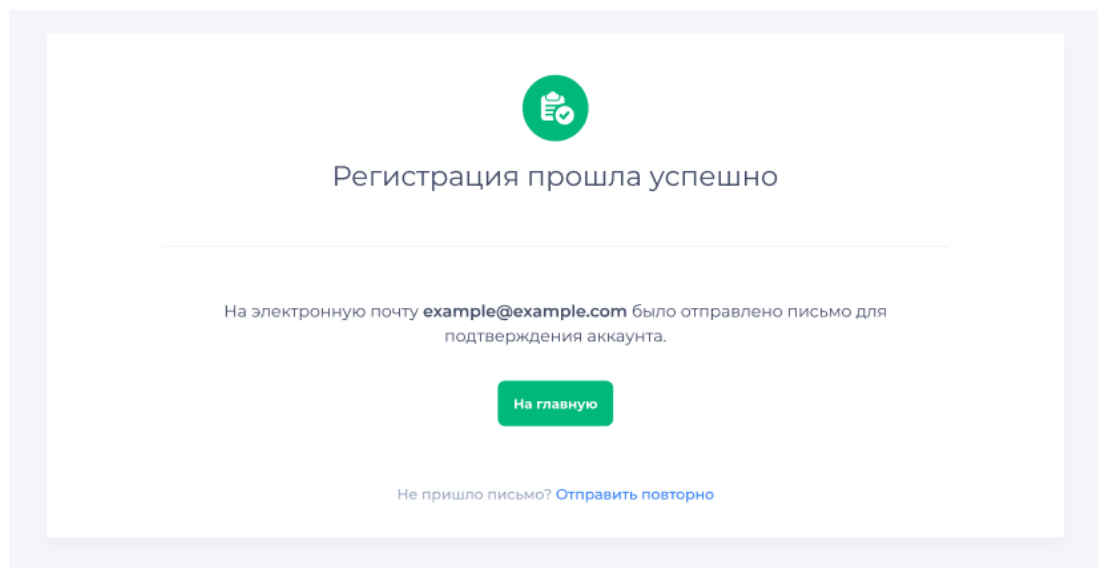 Регистрация прошла успешно
На электронную почту example@example.com было отправлено письмо для
подтверждения аккаунта.
На главную
Не пришло письмо? Отправить повторно